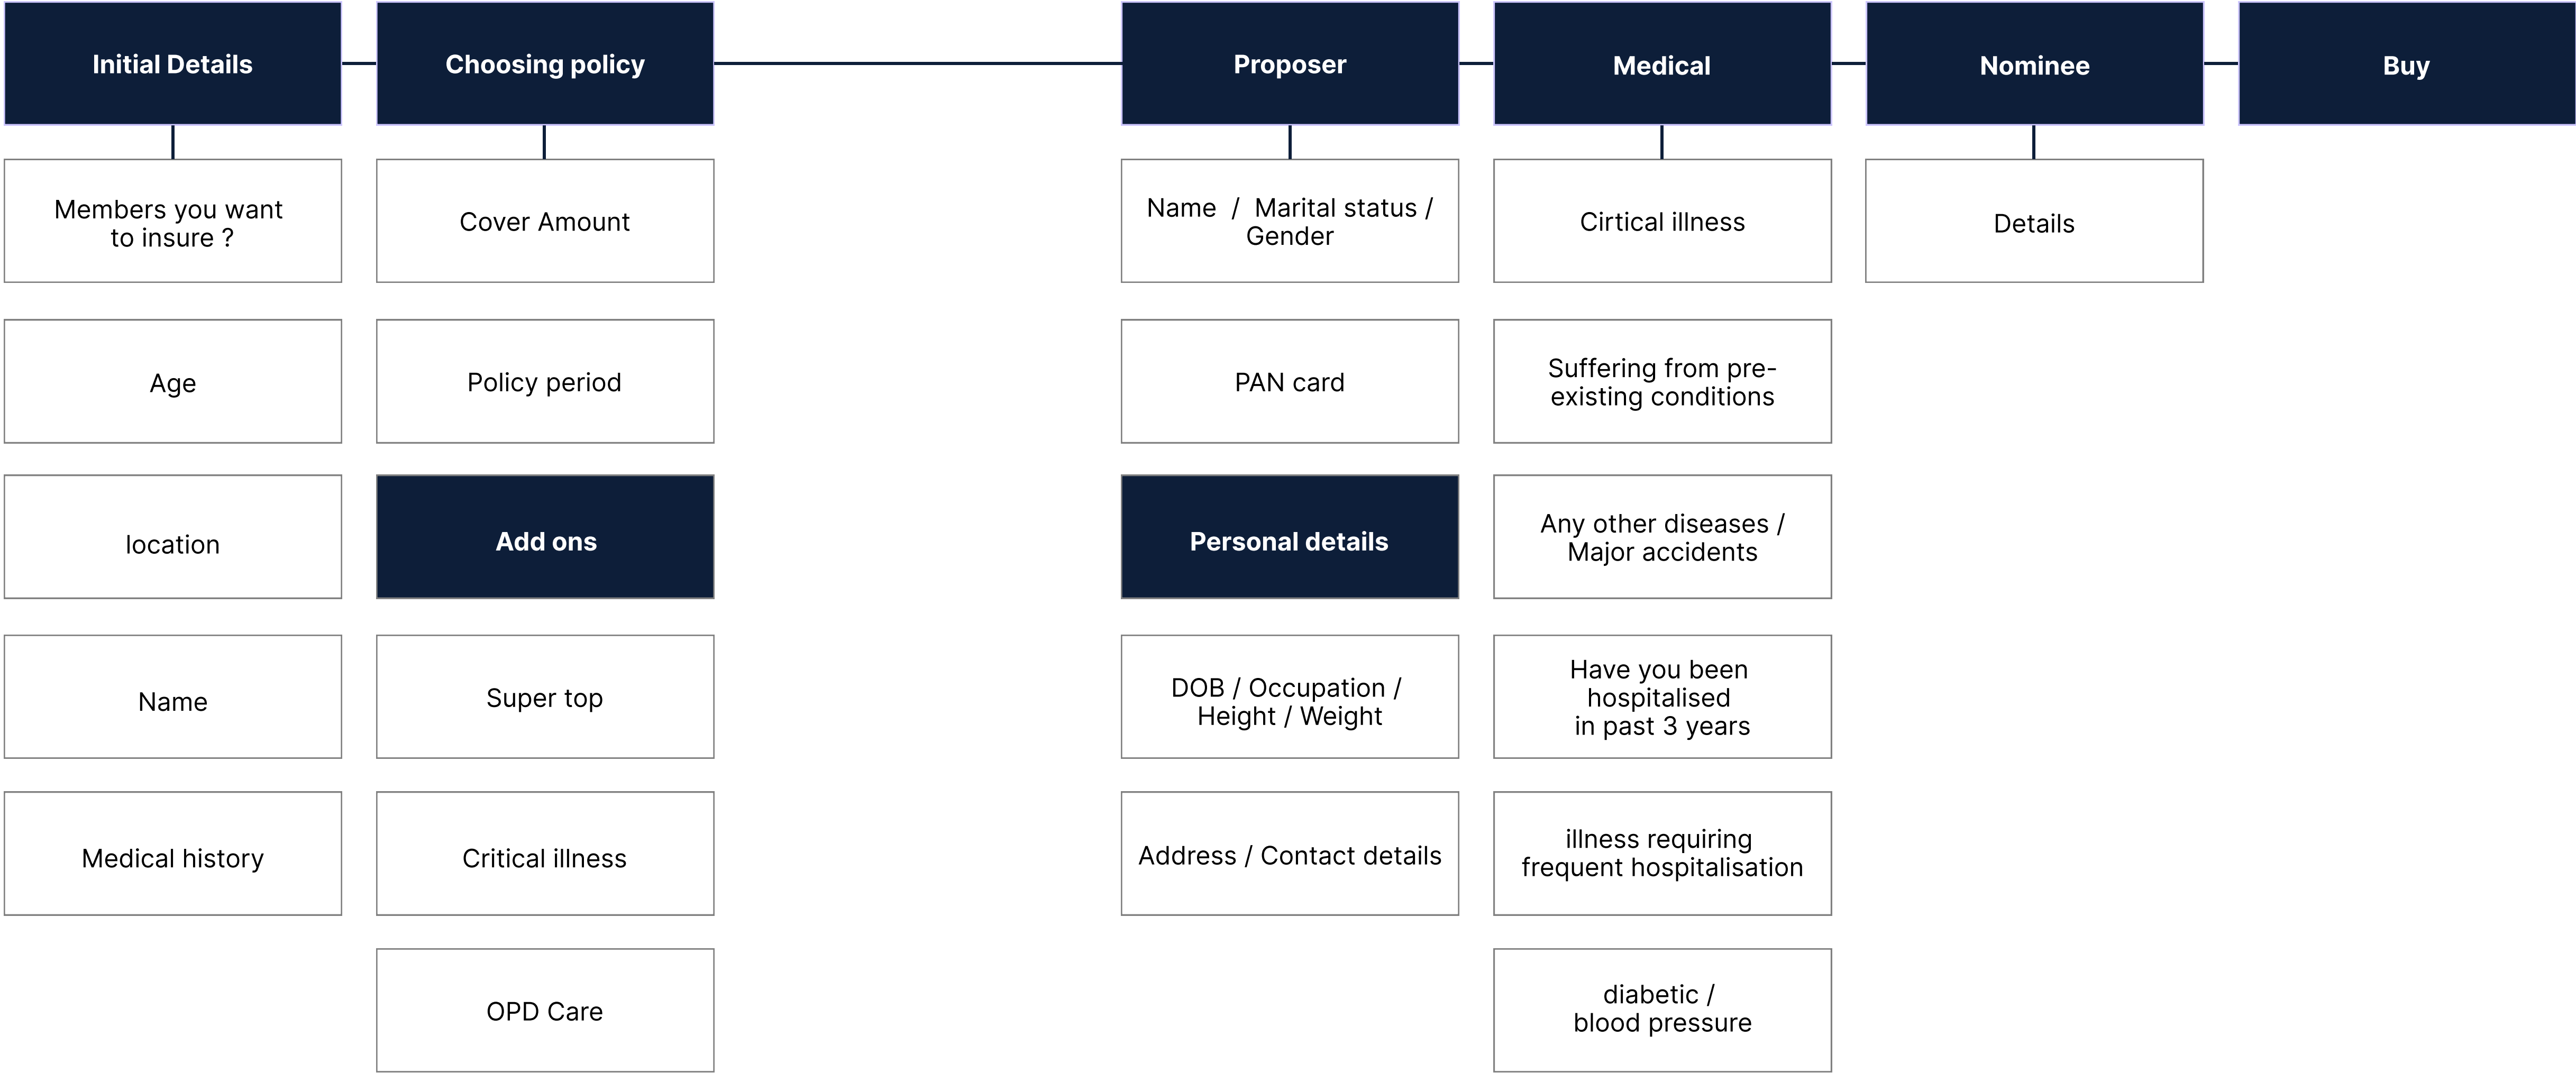 Initial Details
Choosing policy
Proposer
Medical
Nominee
Buy
Members you want
to insure ?
Age
location
Name
Medical history
Cover Amount
Policy period
Add ons
Super top
Critical illness
OPD Care
Name / Marital status /
Gender
PAN card
Personal details
DOB / Occupation /
Height / Weight
Address / Contact details
Cirtical illness
Suffering from pre-
existing conditions
Any other diseases /
Major accidents
Have you been
hospitalised
in past 3 years
illness requiring
frequent hospitalisation
diabetic /
blood pressure
Details